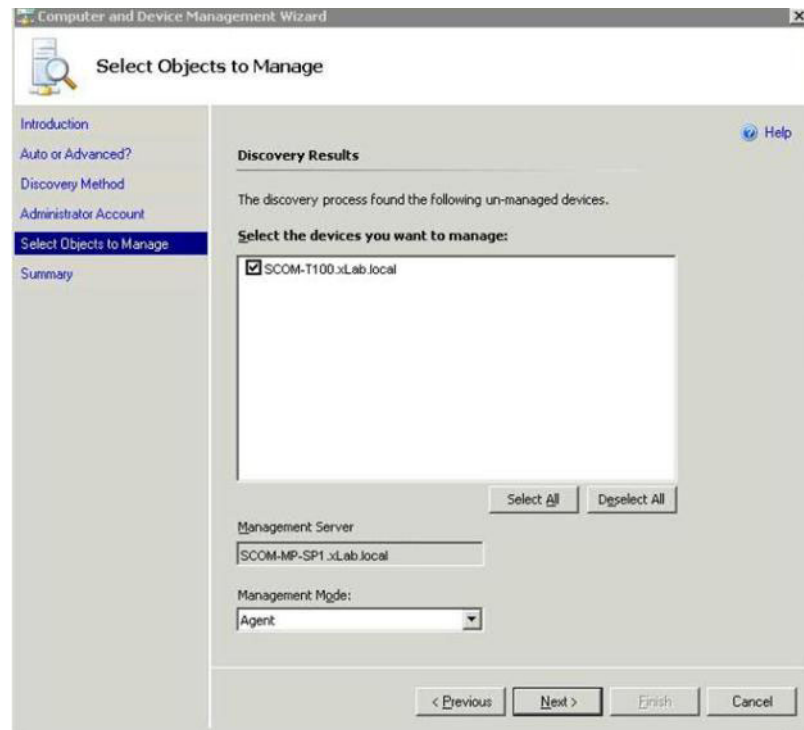 Computer and Device Management Wizard
Select Objects to Manage
Introduction
Auto or Advanced?
Discovery Method
Administrator Account
Select Objects to Manage
Summary
Help
Discovery Results
The discovery process found the following un-managed devices.
Select the devices you want to manage:
SCOM-T100.xLab.local
Select All
Deselect All
Management Server
SCOM-MP-SP1.xLab.local
Management Mode:
Agent
< Previous
Next >
Finish
Cancel